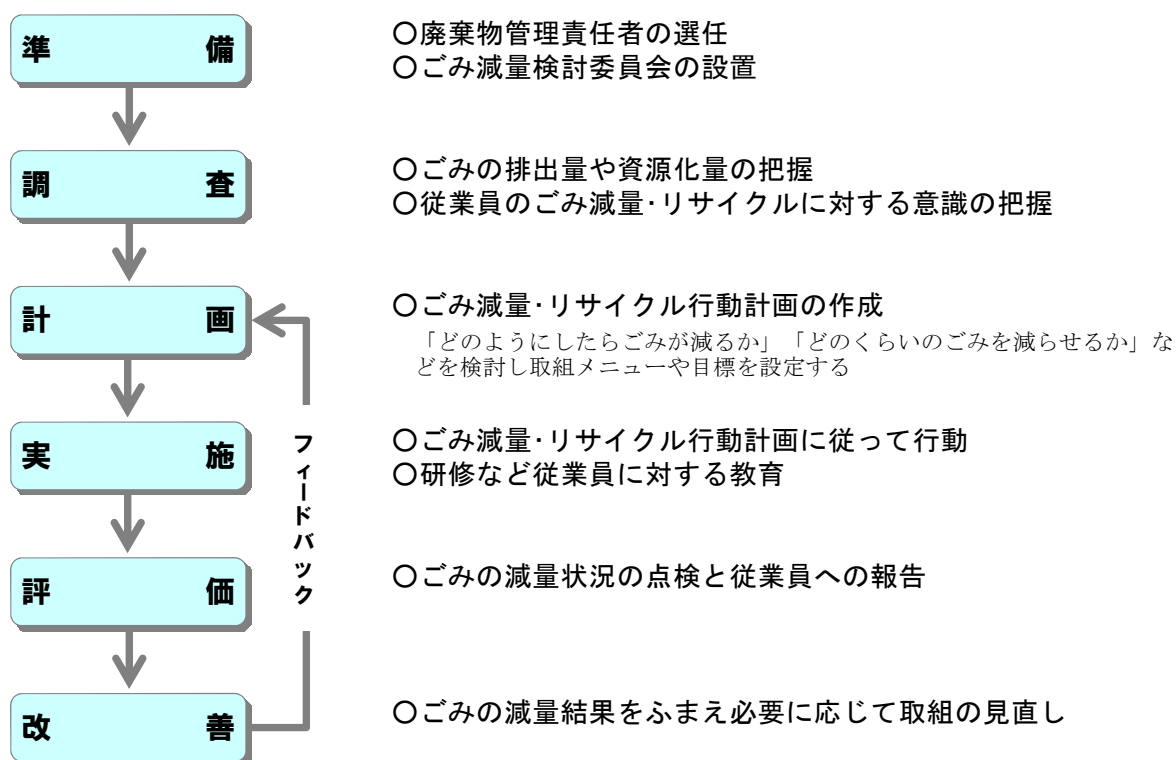 準　備
〇廃棄物管理責任者の選任
〇ごみ減量検討委員会の設置
調　査
〇ごみの排出量や資源化量の把握
〇従業員のごみ減量･リサイクルに対する意識の把握
計　画
〇ごみ減量･リサイクル行動計画の作成
「どのようにしたらごみが減るか」「どのくらいのごみを減らせるか」な
どを検討し取組メニューや目標を設定する
実　施
〇ごみ減量･リサイクル行動計画に従って行動
〇研修など従業員に対する教育
フィードバック
評　価
〇ごみの減量状況の点検と従業員への報告
改　善
〇ごみの減量結果をふまえ必要に応じて取組の見直し